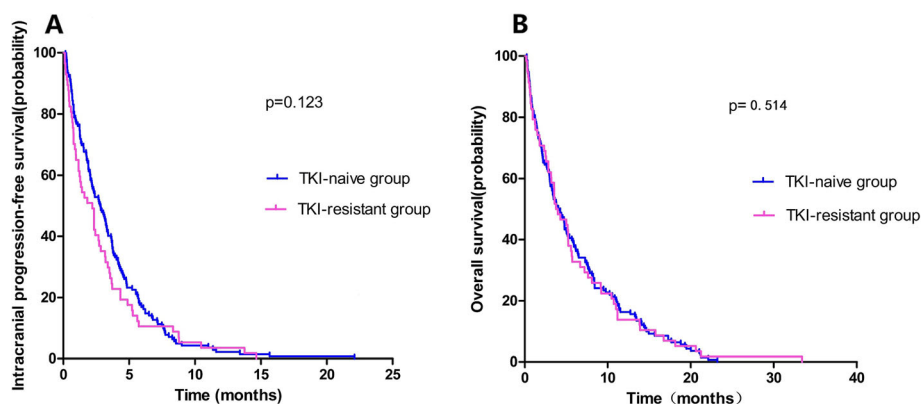 A
Intracranial progression-free survival(probability)
100
80
60
40
20
0
p=0.123
TKI-naive group
TKI-resistant group
0 5 10 15 20 25
Time (months)
B
Overall survival(probability)
100
80
60
40
20
0
p= 0. 514
TKI-naive group
TKI-resistant group
0 10 20 30 40
Time（months）